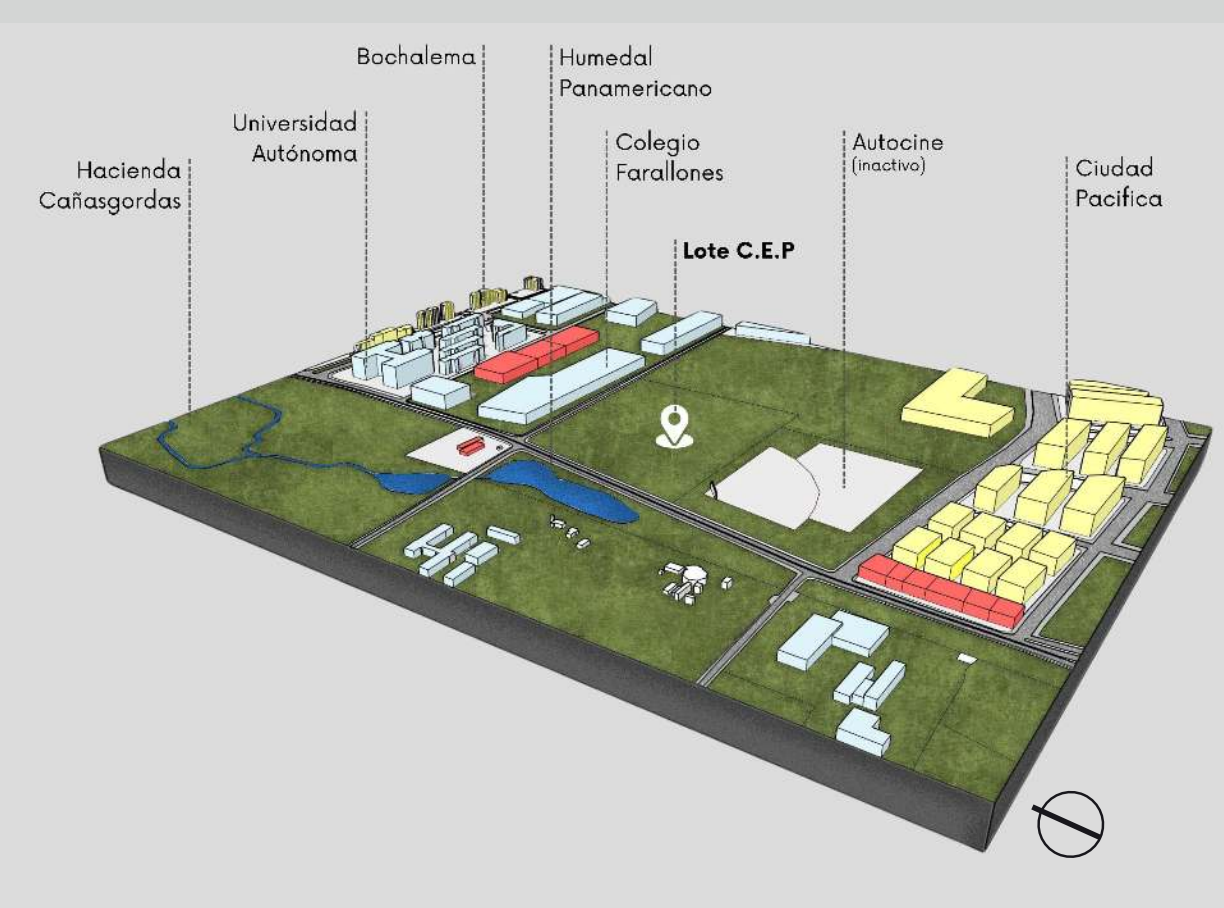 Bochalema
Humedal
Panamericano
Universidad
Autónoma
Colegio
Farallones
Autocine
(inactivo)
Hacienda
Cañasgordas
Ciudad
Pacifica
Lote C.E.P